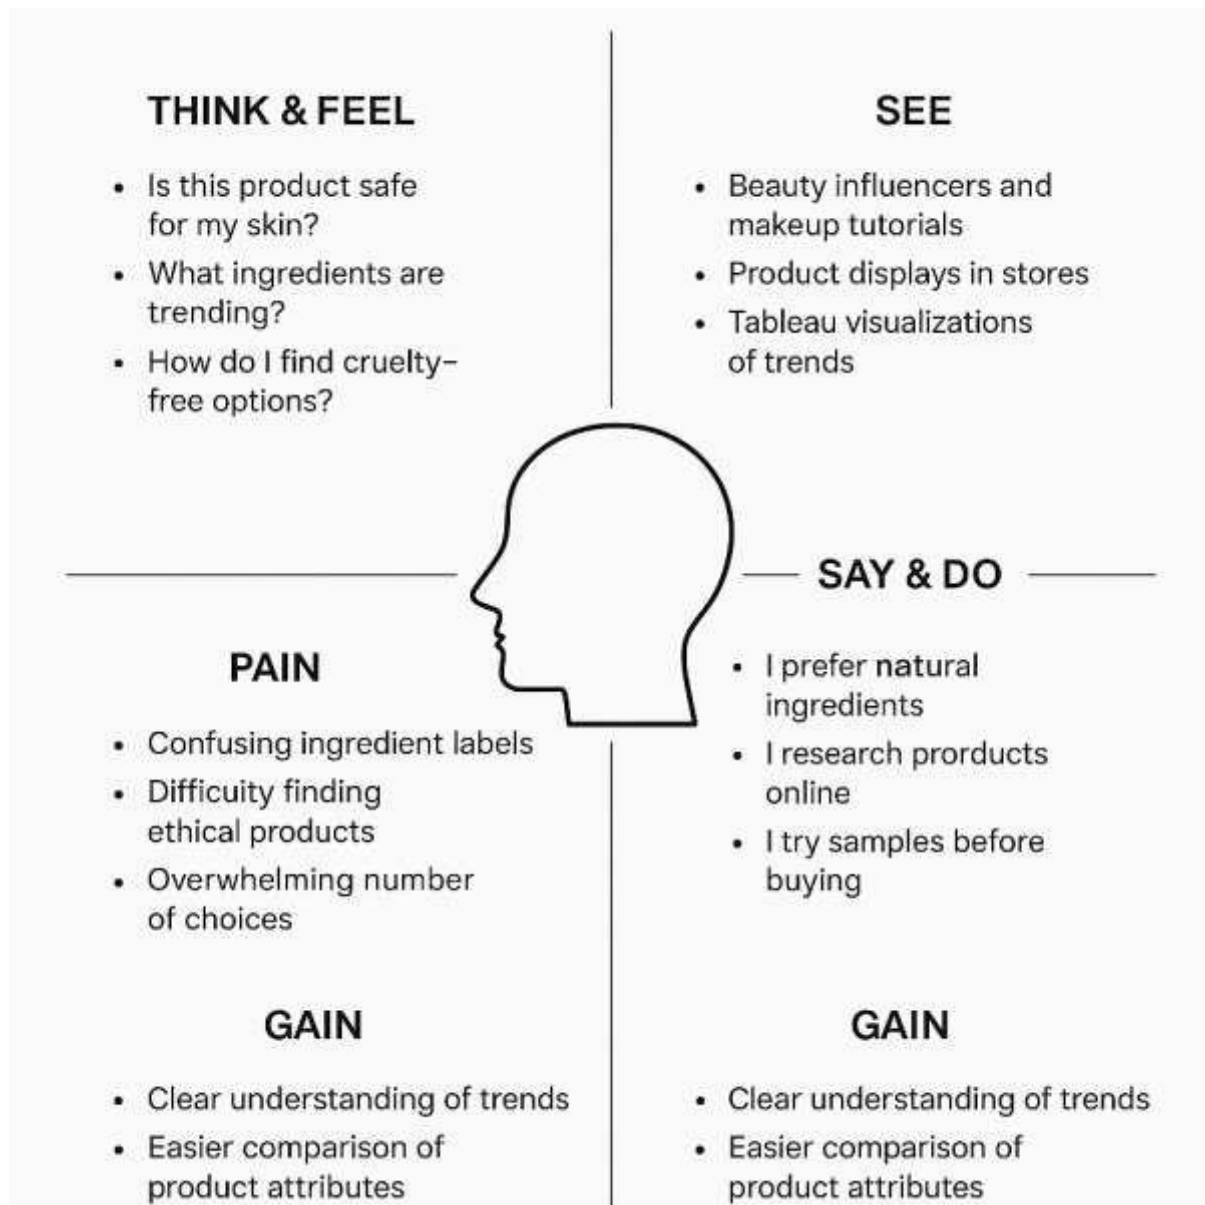 THINK & FEEL
• Is this product safe
for my skin?
• What ingredients are
trending?
• How do I find cruelty–
free options?
SEE
• Beauty influencers and
makeup tutorials
• Product displays in stores
• Tableau visualizations
of trends
PAIN
• Confusing ingredient labels
• Difficuity finding
ethical products
• Overwhelming number
of choices
SAY & DO
• I prefer natural
ingredients
• I research prorducts
online
• I try samples before
buying
GAIN
• Clear understanding of trends
• Easier comparison of
product attributes
GAIN
• Clear understanding of trends
• Easier comparison of
product attributes